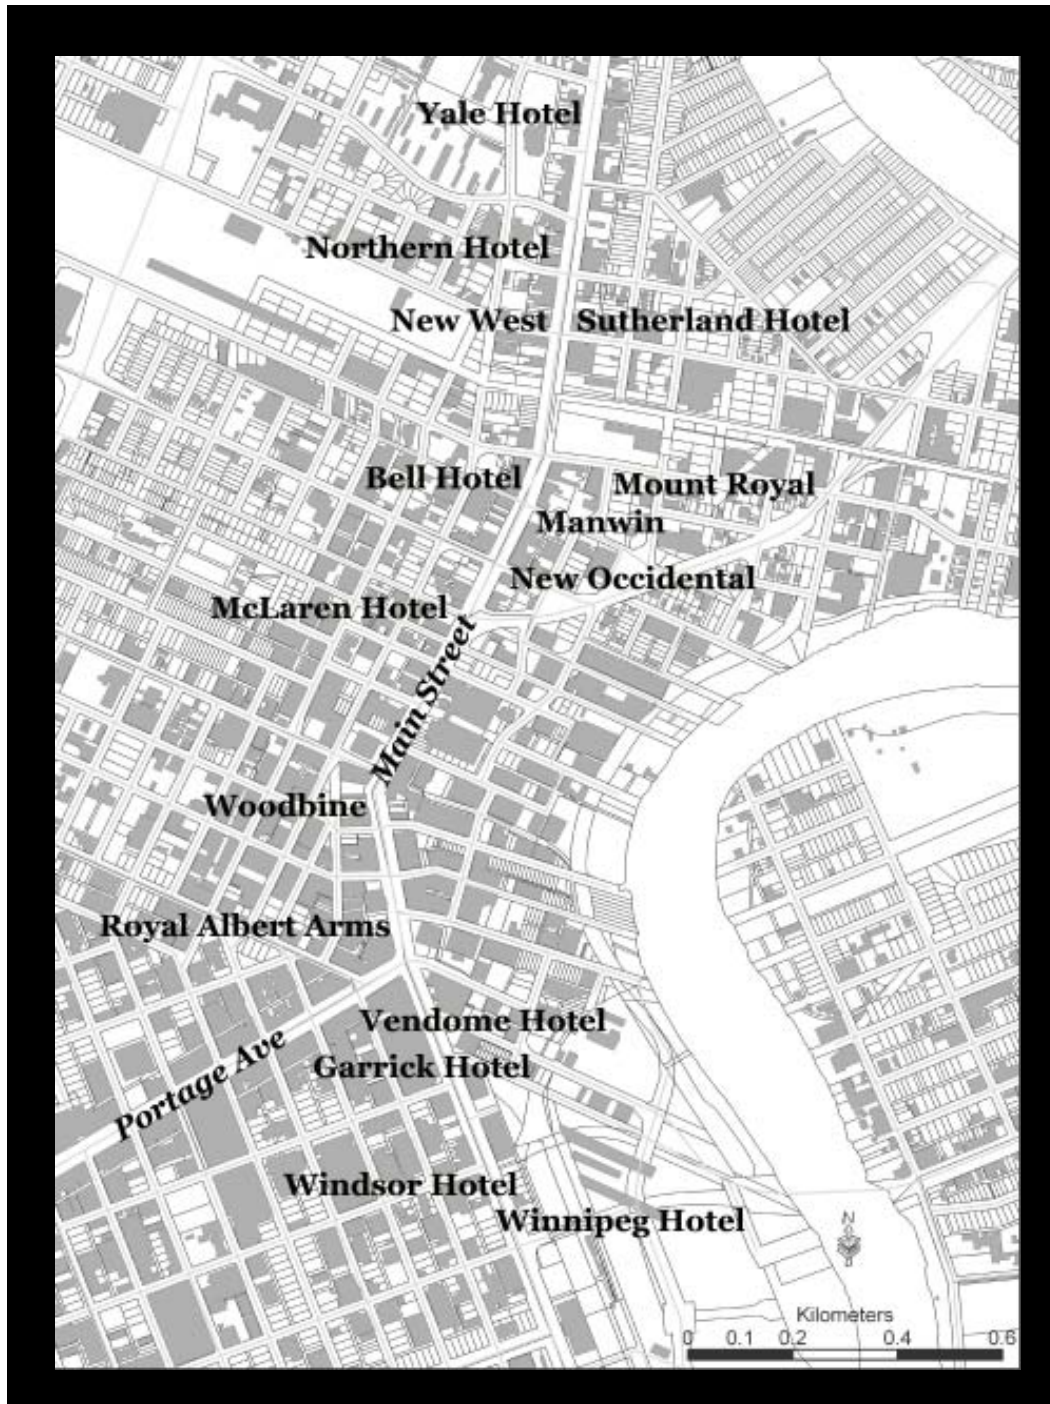 Yale Hotel
Northern Hotel
New West
Sutherland Hotel
Bell Hotel
Mount Royal
Manwin
New Occidental
McLaren Hotel
Main Street
Woodbine
Royal Albert Arms
Vendome Hotel
Portage Ave
Garrick Hotel
Windsor Hotel
Winnipeg Hotel
N
Kilometers
0 0.1 0.2 0.4 0.6